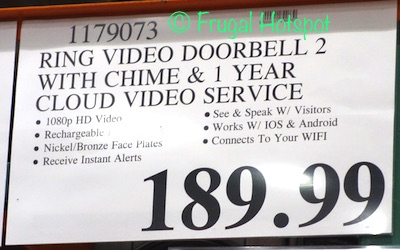 © Frugal Hotspot
1179073
RING VIDEO DOORBELL 2
WITH CHIME & 1 YEAR
CLOUD VIDEO SERVICE
• 1080p HD Video
• Rechargeable
• Nickel/Bronze Face Plates
• Receive Instant Alerts
• See & Speak W/ Visitors
• Works W/ IOS & Android
• Connects To Your WIFI
189.99